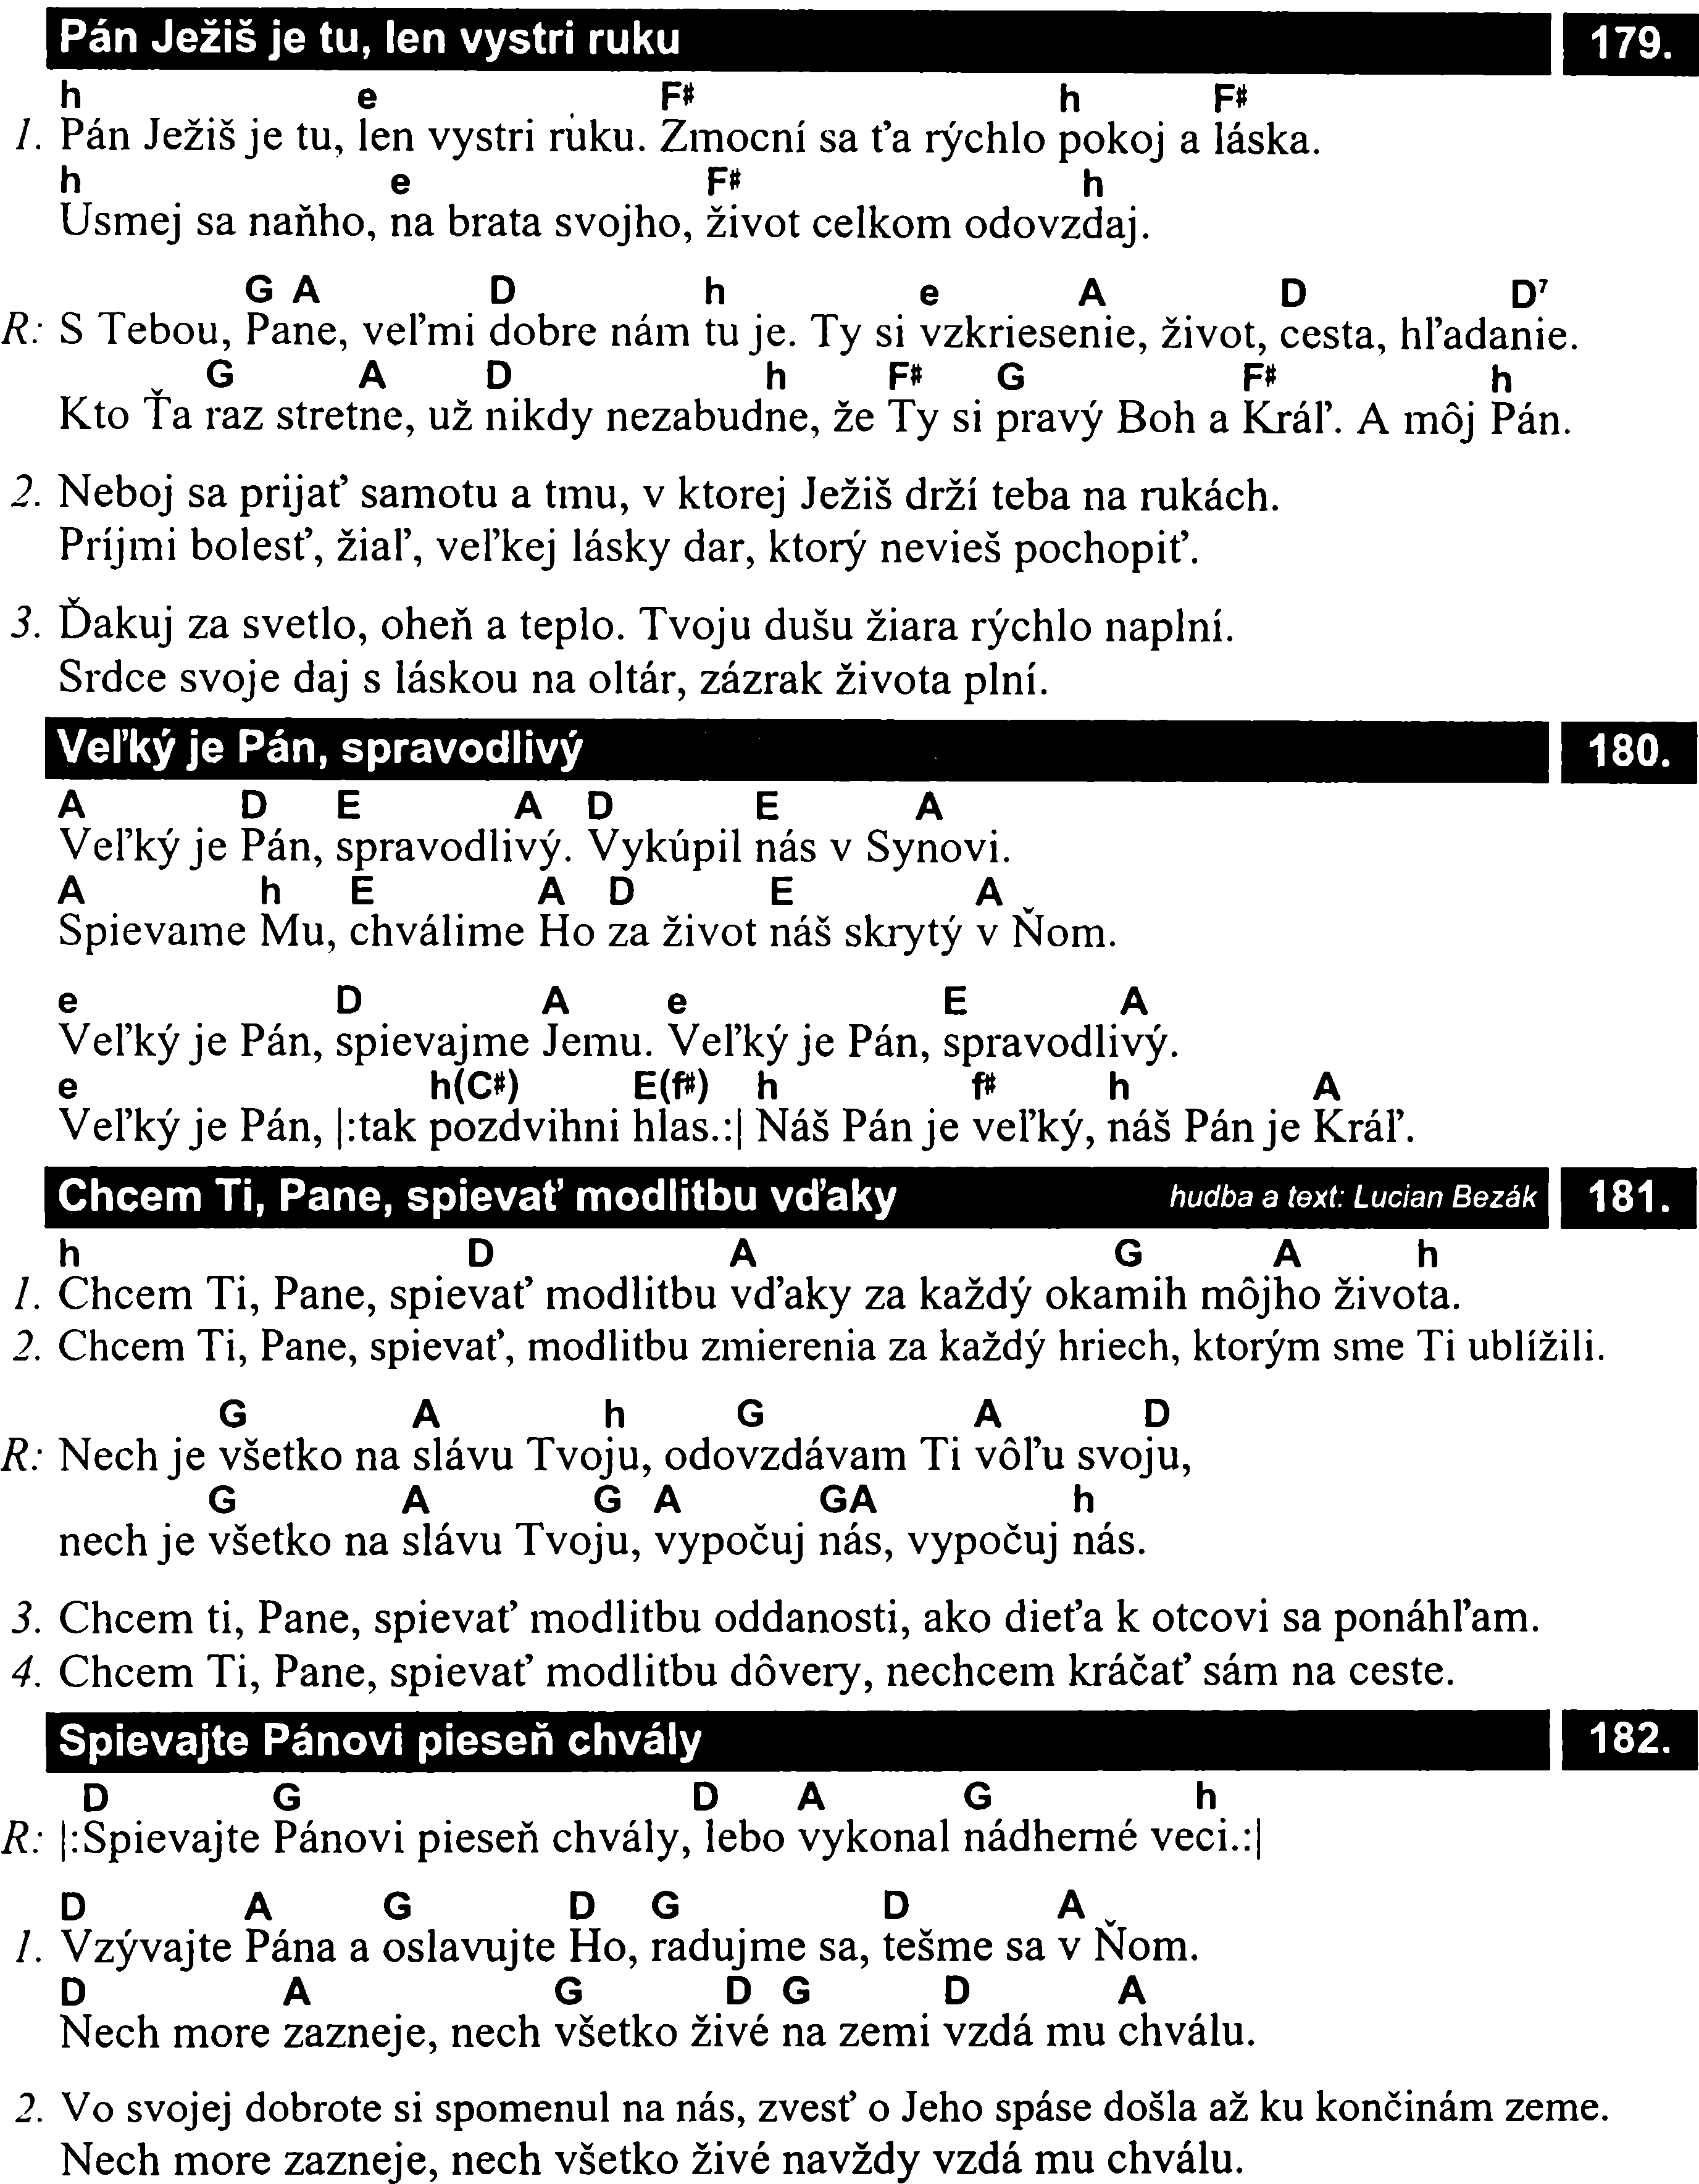 Pán Ježiš je tu, len vystri ruku 179.
h e F# h F#
1. Pán Ježiš je tu, len vystri ruku. Zmocní sa ťa rýchlo pokoj a láska.
h e F# h
Usmej sa naňho, na brata svojho, život celkom odovzdaj.
G A D h e A D D7
R: S Tebou, Pane, veľmi dobre nám tu je. Ty si vzkriesenie, život, cesta, hľadanie.
G A D h F# G F# h
Kto Ťa raz stretne, už nikdy nezabudne, že Ty si pravý Boh a Kráľ. A môj Pán.
2. Neboj sa prijať samotu a tmu, v ktorej Ježiš drží teba na rukách.
Príjmi bolesť, žiaľ, veľkej lásky dar, ktorý nevieš pochopiť.
3. Ďakuj za svetlo, oheň a teplo. Tvoju dušu žiara rýchlo naplní.
Srdce svoje daj s láskou na oltár, zázrak života plní.
Veľký je Pán, spravodlivý 180.
A D E A D E A
Veľký je Pán, spravodlivý. Vykúpil nás v Synovi.
A h E A D E A
Spievame Mu, chválime Ho za život náš skrytý v Ňom.
e D A e E A
Veľký je Pán, spievajme Jemu. Veľký je Pán, spravodlivý.
e h(C#) E(f#) h f# h A
Veľký je Pán, |:tak pozdvihni hlas.:| Náš Pán je veľký, náš Pán je Kráľ.
Chcem Ti, Pane, spievať modlitbu vďaky hudba a text: Lucian Bezák 181.
h D A G A h
1. Chcem Ti, Pane, spievať modlitbu vďaky za každý okamih môjho života.
2. Chcem Ti, Pane, spievať, modlitbu zmierenia za každý hriech, ktorým sme Ti ublížili.
G A h G A D
R: Nech je všetko na slávu Tvoju, odovzdávam Ti vôľu svoju,
G A G A GA h
nech je všetko na slávu Tvoju, vypočuj nás, vypočuj nás.
3. Chcem ti, Pane, spievať modlitbu oddanosti, ako dieťa k otcovi sa ponáhľam.
4. Chcem Ti, Pane, spievať modlitbu dôvery, nechcem kráčať sám na ceste.
Spievajte Pánovi pieseň chvály 182.
D G D A G h
R: |:Spievajte Pánovi pieseň chvály, lebo vykonal nádherné veci.:|
D A G D G D A
1. Vzývajte Pána a oslavujte Ho, radujme sa, tešme sa v Ňom.
D A G D G D A
Nech more zazneje, nech všetko živé na zemi vzdá mu chválu.
2. Vo svojej dobrote si spomenul na nás, zvesť o Jeho spáse došla až ku končinám zeme.
Nech more zazneje, nech všetko živé navždy vzdá mu chválu.